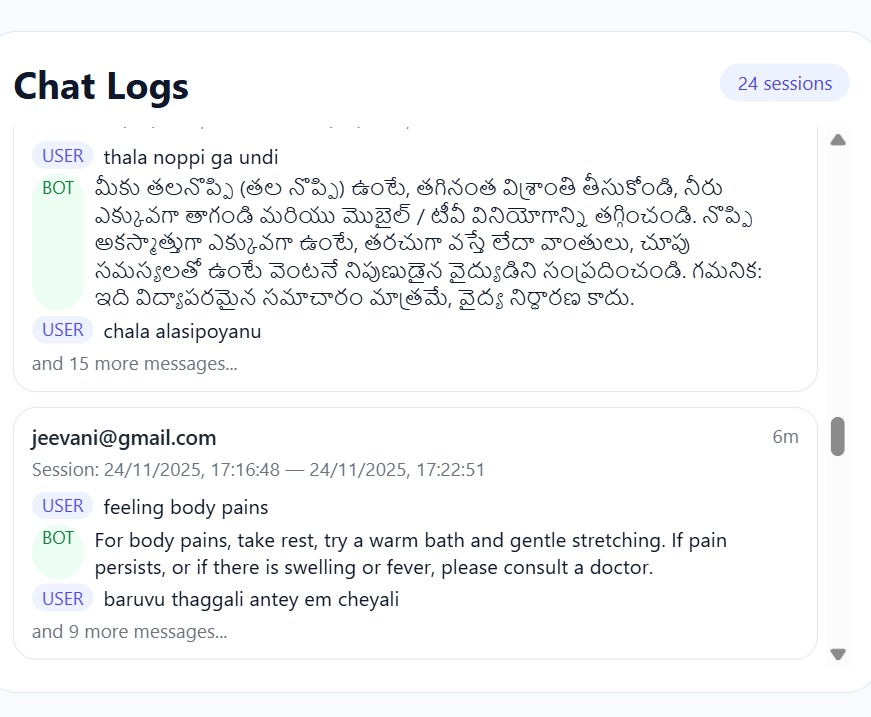 Chat Logs
24 sessions
USER thala noppi ga undi
BOT మీకు తలనొప్పి (తల నొప్పి) ఉంటే, తగినంత విశ్రాంతి తీసుకోండి, నీరు
ఎక్కువగా తాగండి మరియు మొబైల్ / టీవీ వినియోగాన్ని తగ్గించండి. నొప్పి
అకస్మాత్తుగా ఎక్కువగా ఉంటే, తరచుగా వస్తే లేదా వాంతులు, చూపు
సమస్యలతో ఉంటే వెంటనే నిపుణుడైన వైద్యుడిని సంప్రదించండి. గమనిక:
ఇది విద్యాపరమైన సమాచారం మాత్రమే, వైద్య నిర్ధారణ కాదు.
USER chala alasipoyanu
and 15 more messages...
jeevani@gmail.com
6m
Session: 24/11/2025, 17:16:48 — 24/11/2025, 17:22:51
USER feeling body pains
BOT For body pains, take rest, try a warm bath and gentle stretching. If pain
persists, or if there is swelling or fever, please consult a doctor.
USER baruvu thaggali antey em cheyali
and 9 more messages...